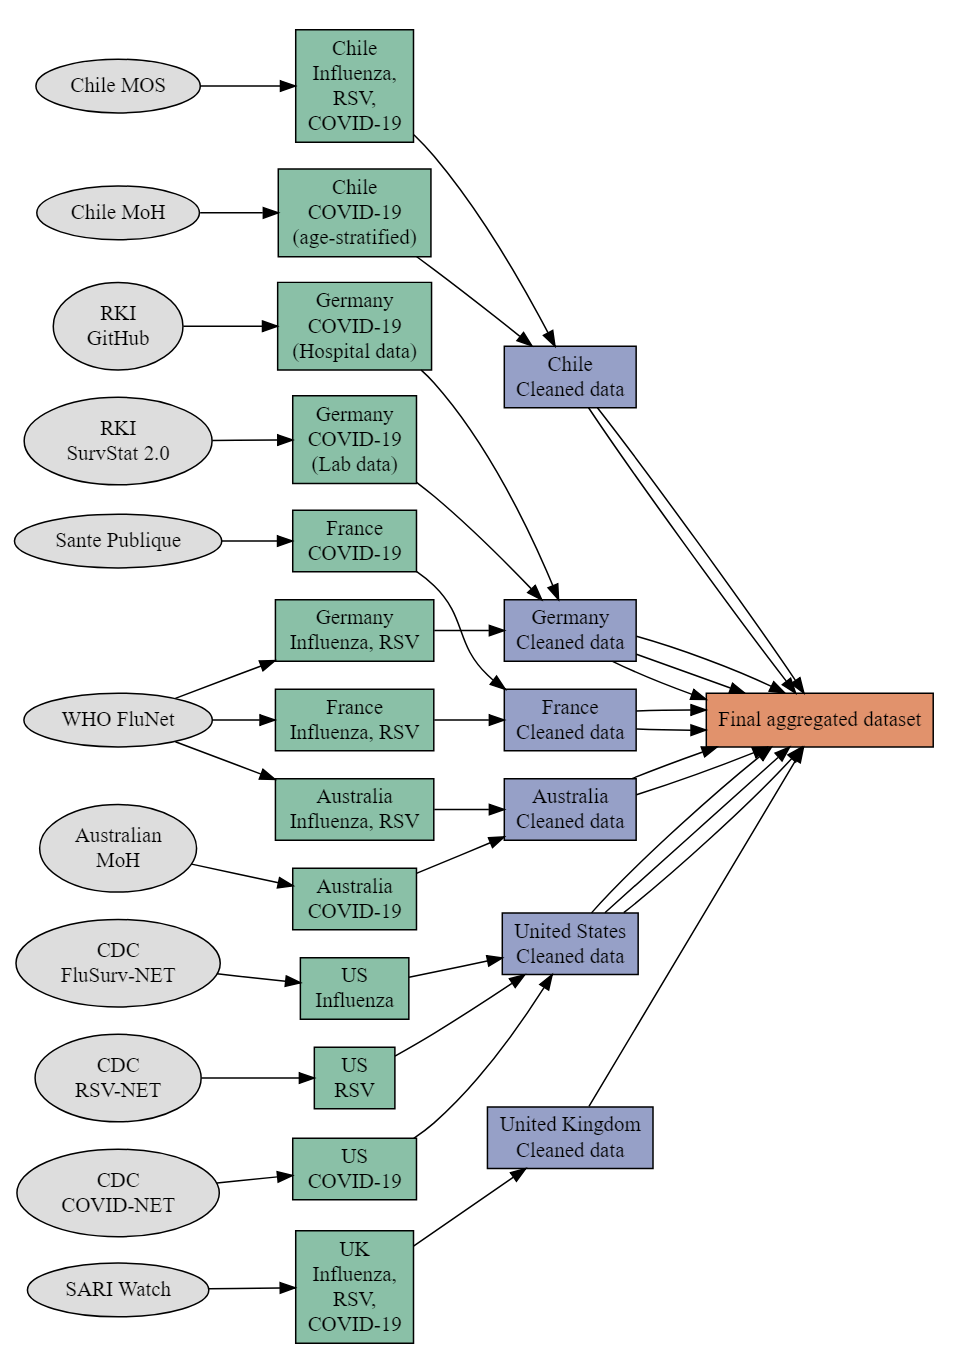 Chile MOS
Chile
Influenza,
RSV,
COVID-19
Chile MoH
Chile
COVID-19
(age-stratified)
RKI
GitHub
Germany
COVID-19
(Hospital data)
Chile
Cleaned data
RKI
SurvStat 2.0
Germany
COVID-19
(Lab data)
Sante Publique
France
COVID-19
Germany
Influenza, RSV
Germany
Cleaned data
WHO FluNet
France
Influenza, RSV
France
Cleaned data
Final aggregated dataset
Australia
Influenza, RSV
Australia
Cleaned data
Australian
MoH
Australia
COVID-19
United States
Cleaned data
CDC
FluSurv-NET
US
Influenza
CDC
RSV-NET
US
RSV
United Kingdom
Cleaned data
CDC
COVID-NET
US
COVID-19
SARI Watch
UK
Influenza,
RSV,
COVID-19